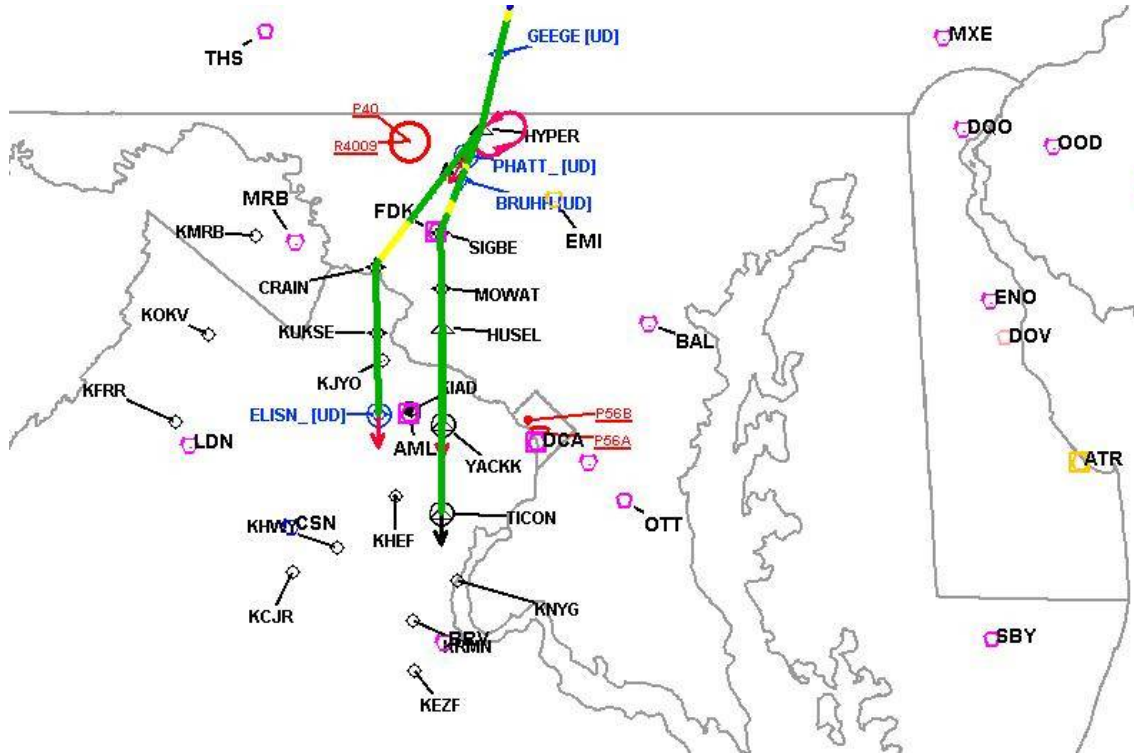 GEEGE [UD]
MXE
THS
P40
R4009
HYPER
DQO
OOD
PHATT_ [UD]
MRB
BRUHH [UD]
FDK
KMRB
EMI
SIGBE
CRAIN
MOWAT
ENO
KOKV
KUKSE
HUSEL
DOV
BAL
KJYO
KFRR
KIAD
ELISN_ [UD]
P56B
LDN
AML
P56A
DCA
YACKK
ATR
KHWY
CSN
KHEF
TICON
OTT
KCJR
KNYG
BRV
KRMN
SBY
KEZF